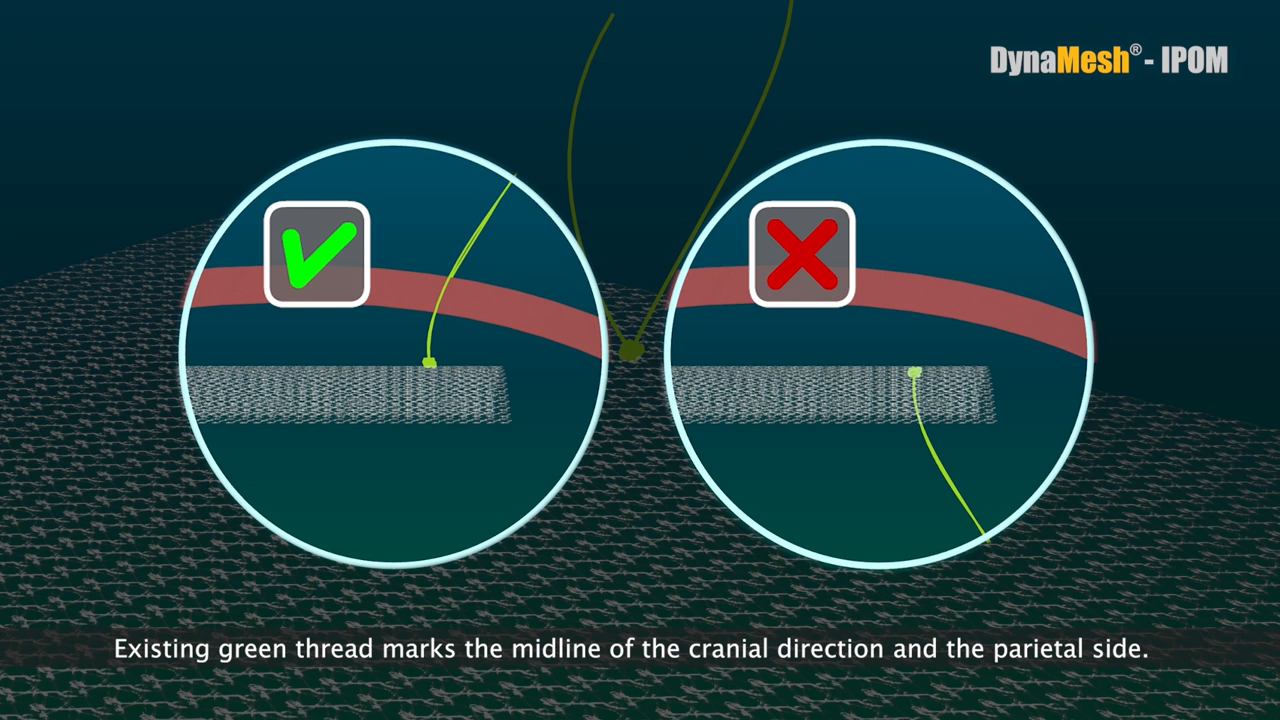 DynaMesh® - IPOM
Existing green thread marks the midline of the cranial direction and the parietal side.